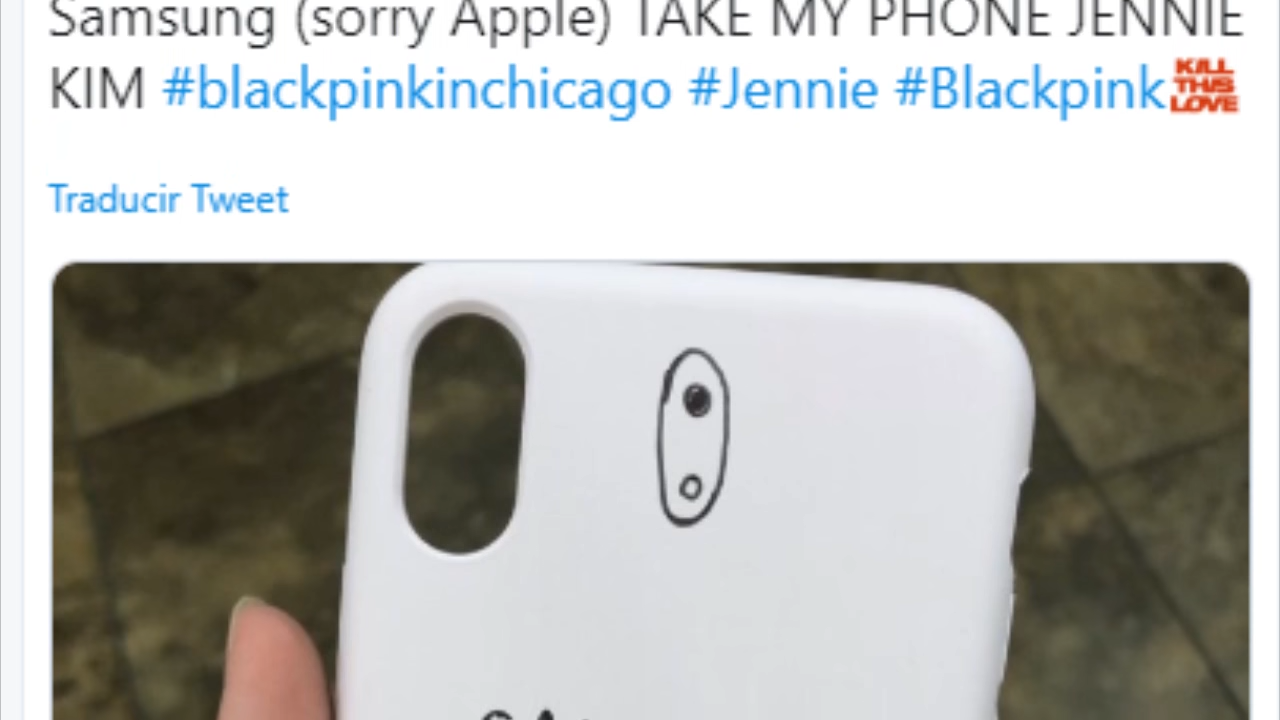 Samsung (sorry Apple) TAKE MY PHONE JENNIE
KIM #blackpinkinchicago #Jennie #Blackpink KILL THIS LOVE
Traducir Tweet